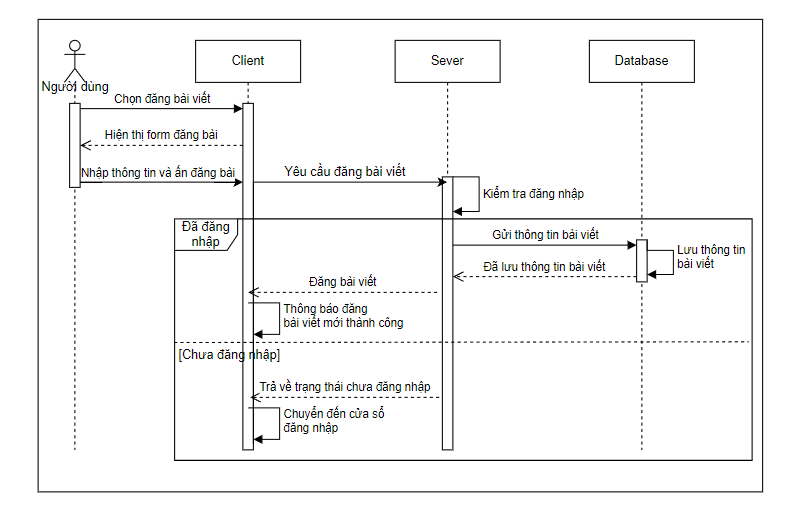 Client
Sever
Database
Người dùng
Chọn đăng bài viết
Hiện thị form đăng bài
Nhập thông tin và ấn đăng bài
Yêu cầu đăng bài viết
Kiểm tra đăng nhập
Đã đăng
nhập
Gửi thông tin bài viết
Lưu thông tin
bài viết
Đã lưu thông tin bài viết
Đăng bài viết
Thông báo đăng
bài viết mới thành công
[Chưa đăng nhập]
Trả về trạng thái chưa đăng nhập
Chuyển đến cửa sổ
đăng nhập